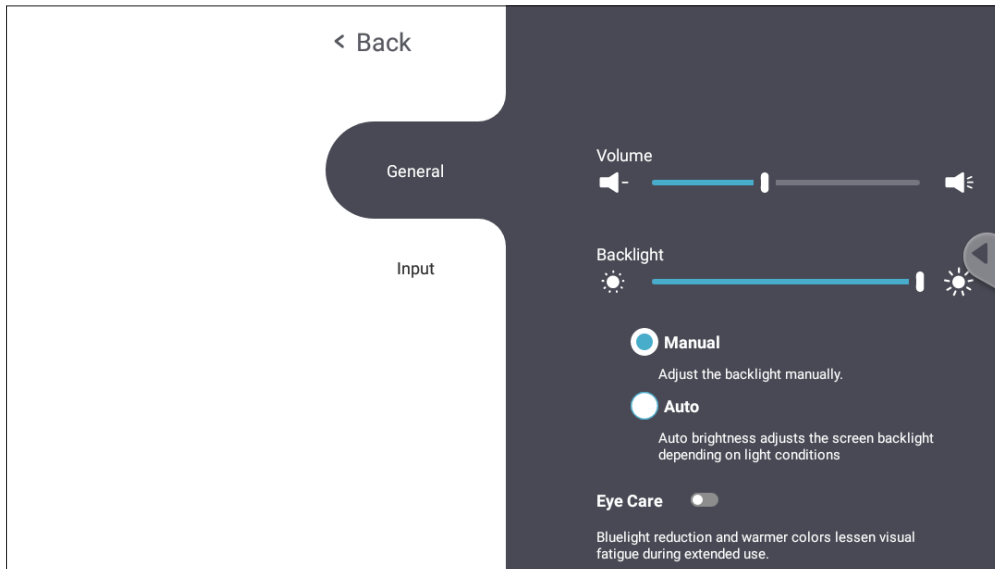 < Back
General
Input
Volume
Backlight
Manual
Adjust the backlight manually.
Auto
Auto brightness adjusts the screen backlight
depending on light conditions
Eye Care
Bluelight reduction and warmer colors lessen visual
fatigue during extended use.